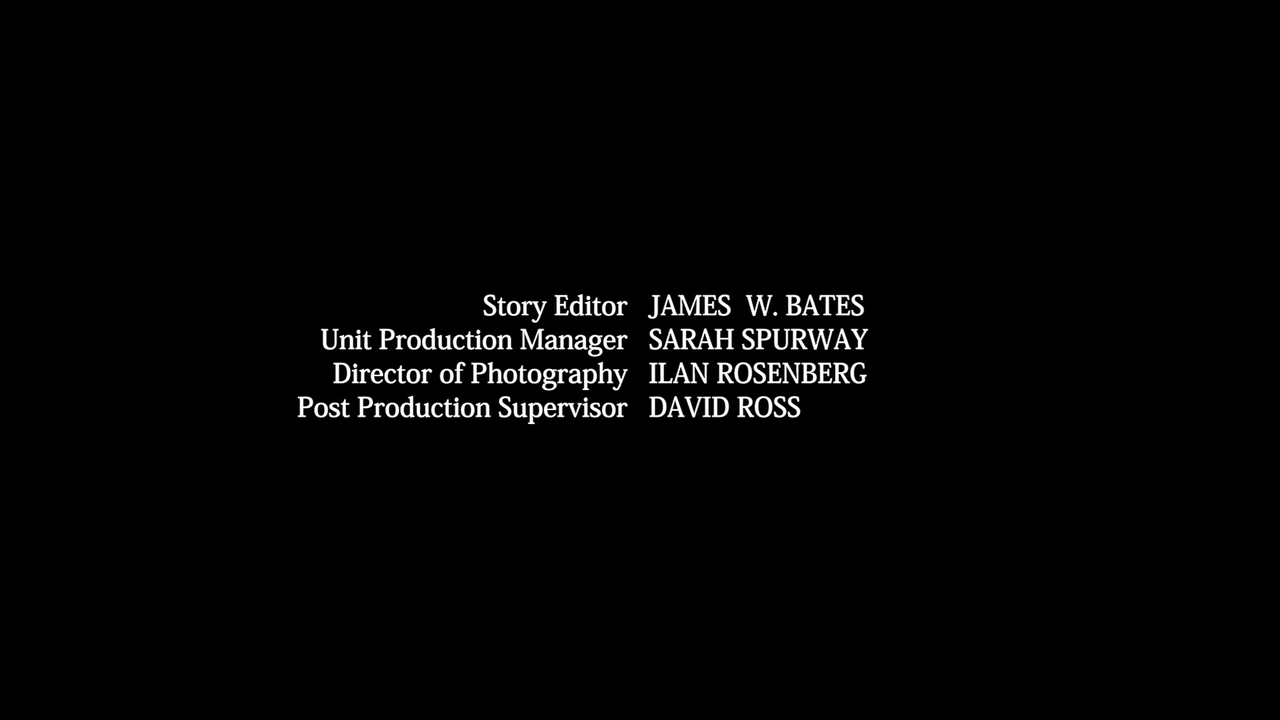 Story Editor JAMES W. BATES
Unit Production Manager SARAH SPURWAY
Director of Photography ILAN ROSENBERG
Post Production Supervisor DAVID ROSS